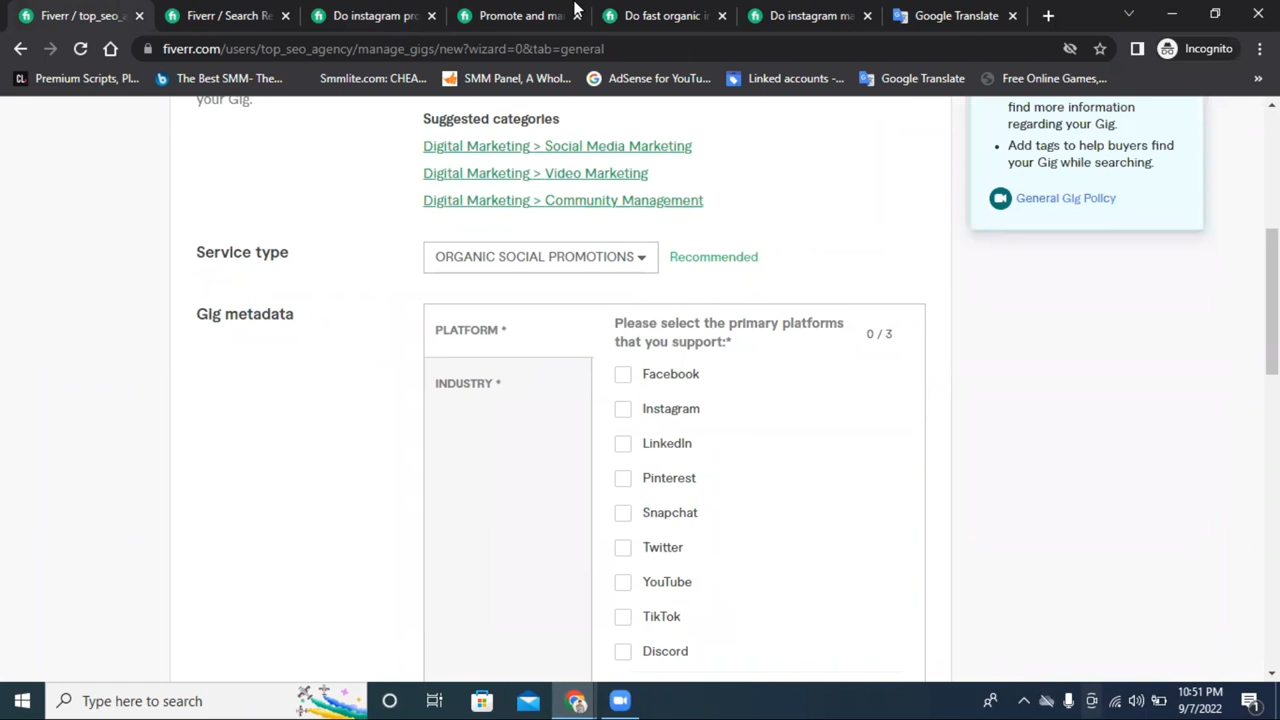 Fiverr / top_seo_a
Fiverr / Search Re
Do instagram pro
Promote and ma
Do fast organic i
Do instagram ma
Google Translate
fiverr.com/users/top_seo_agency/manage_gigs/new?wizard=0&tab=general
Incognito
Premium Scripts, Pl...
The Best SMM- The...
Smmlite.com: CHEA...
SMM Panel, A Whol...
AdSense for YouTu...
Linked accounts -...
Google Translate
Free Online Games,...
»
your Gig.
find more information
regarding your Gig.
Suggested categories
Digital Marketing > Social Media Marketing
Digital Marketing > Video Marketing
Digital Marketing > Community Management
• Add tags to help buyers find
your Gig while searching.
General Gig Policy
Service type
ORGANIC SOCIAL PROMOTIONS
Recommended
Gig metadata
PLATFORM *
INDUSTRY *
Please select the primary platforms
that you support:*
0 / 3
Facebook
Instagram
LinkedIn
Pinterest
Snapchat
Twitter
YouTube
TikTok
Discord
Type here to search
10:51 PM
9/7/2022
1